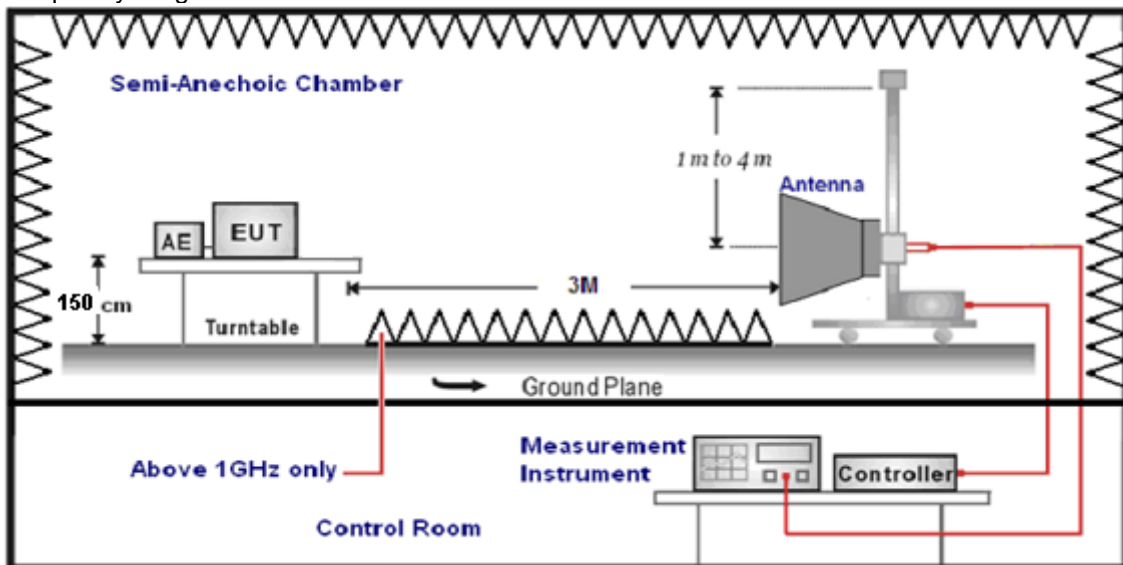 Semi-Anechoic Chamber
1 m to 4 m
Antenna
AE
EUT
150 cm
3M
Turntable
Ground Plane
Above 1GHz only
Measurement
Instrument
Controller
Control Room